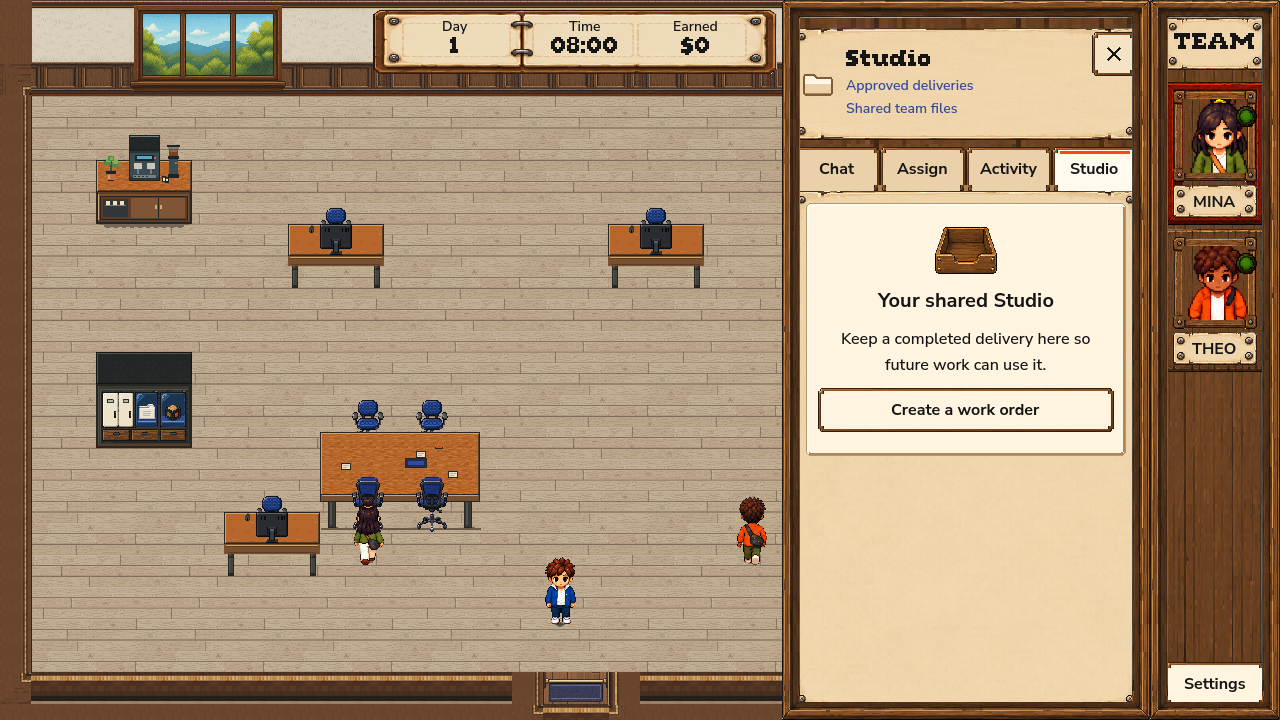 Day
1
Time
08:00
Earned
$0
Studio
Approved deliveries
Shared team files
Chat
Assign
Activity
Studio
Your shared Studio
Keep a completed delivery here so
future work can use it.
Create a work order
TEAM
MINA
THEO
Settings